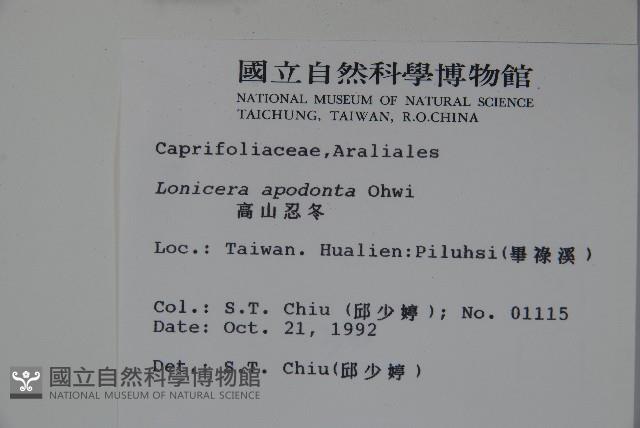 國立自然科學博物館
NATIONAL MUSEUM OF NATURAL SCIENCE
TAICHUNG, TAIWAN, R.O.CHINA
Caprifoliaceae,Araliales
Lonicera apodonta Ohwi
高山忍冬
Loc.: Taiwan. Hualien:Piluhsi(畢祿溪)
Col.: S.T. Chiu (邱少婷); No. 01115
Date: Oct. 21, 1992
Det.: S.T. Chiu(邱少婷)
國立自然科學博物館
NATIONAL MUSEUM OF NATURAL SCIENCE